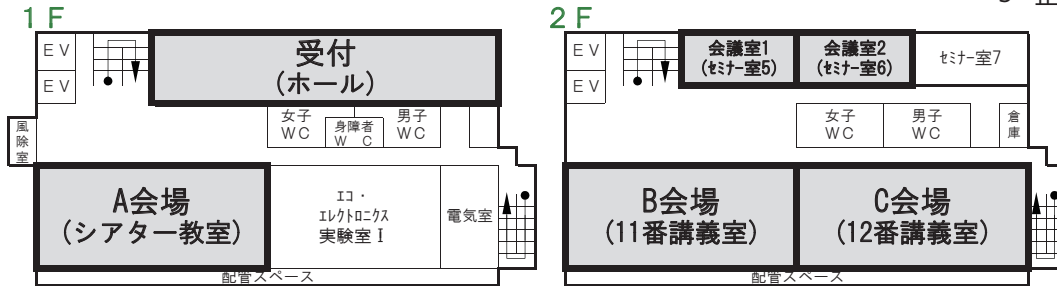 1F
EV
EV
受付
(ホール)
女子
WC
身障者
W C
男子
WC
風除室
A会場
(シアター教室)
エコ・
エレクトロニクス
実験室Ⅰ
電気室
配管スペース
2F
EV
EV
会議室1
(セミナー室5)
会議室2
(セミナー室6)
セミナー室7
女子
WC
男子
WC
倉庫
B会場
(11番講義室)
C会場
(12番講義室)
配管スペース